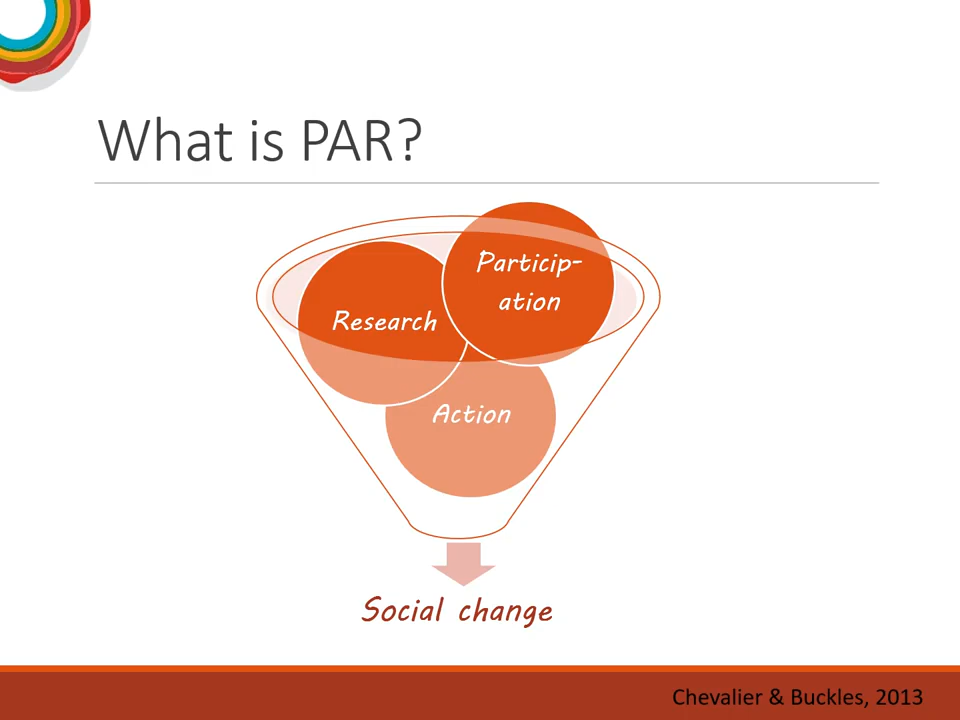 What is PAR?
Particip-
ation
Research
Action
Social change
Chevalier & Buckles, 2013